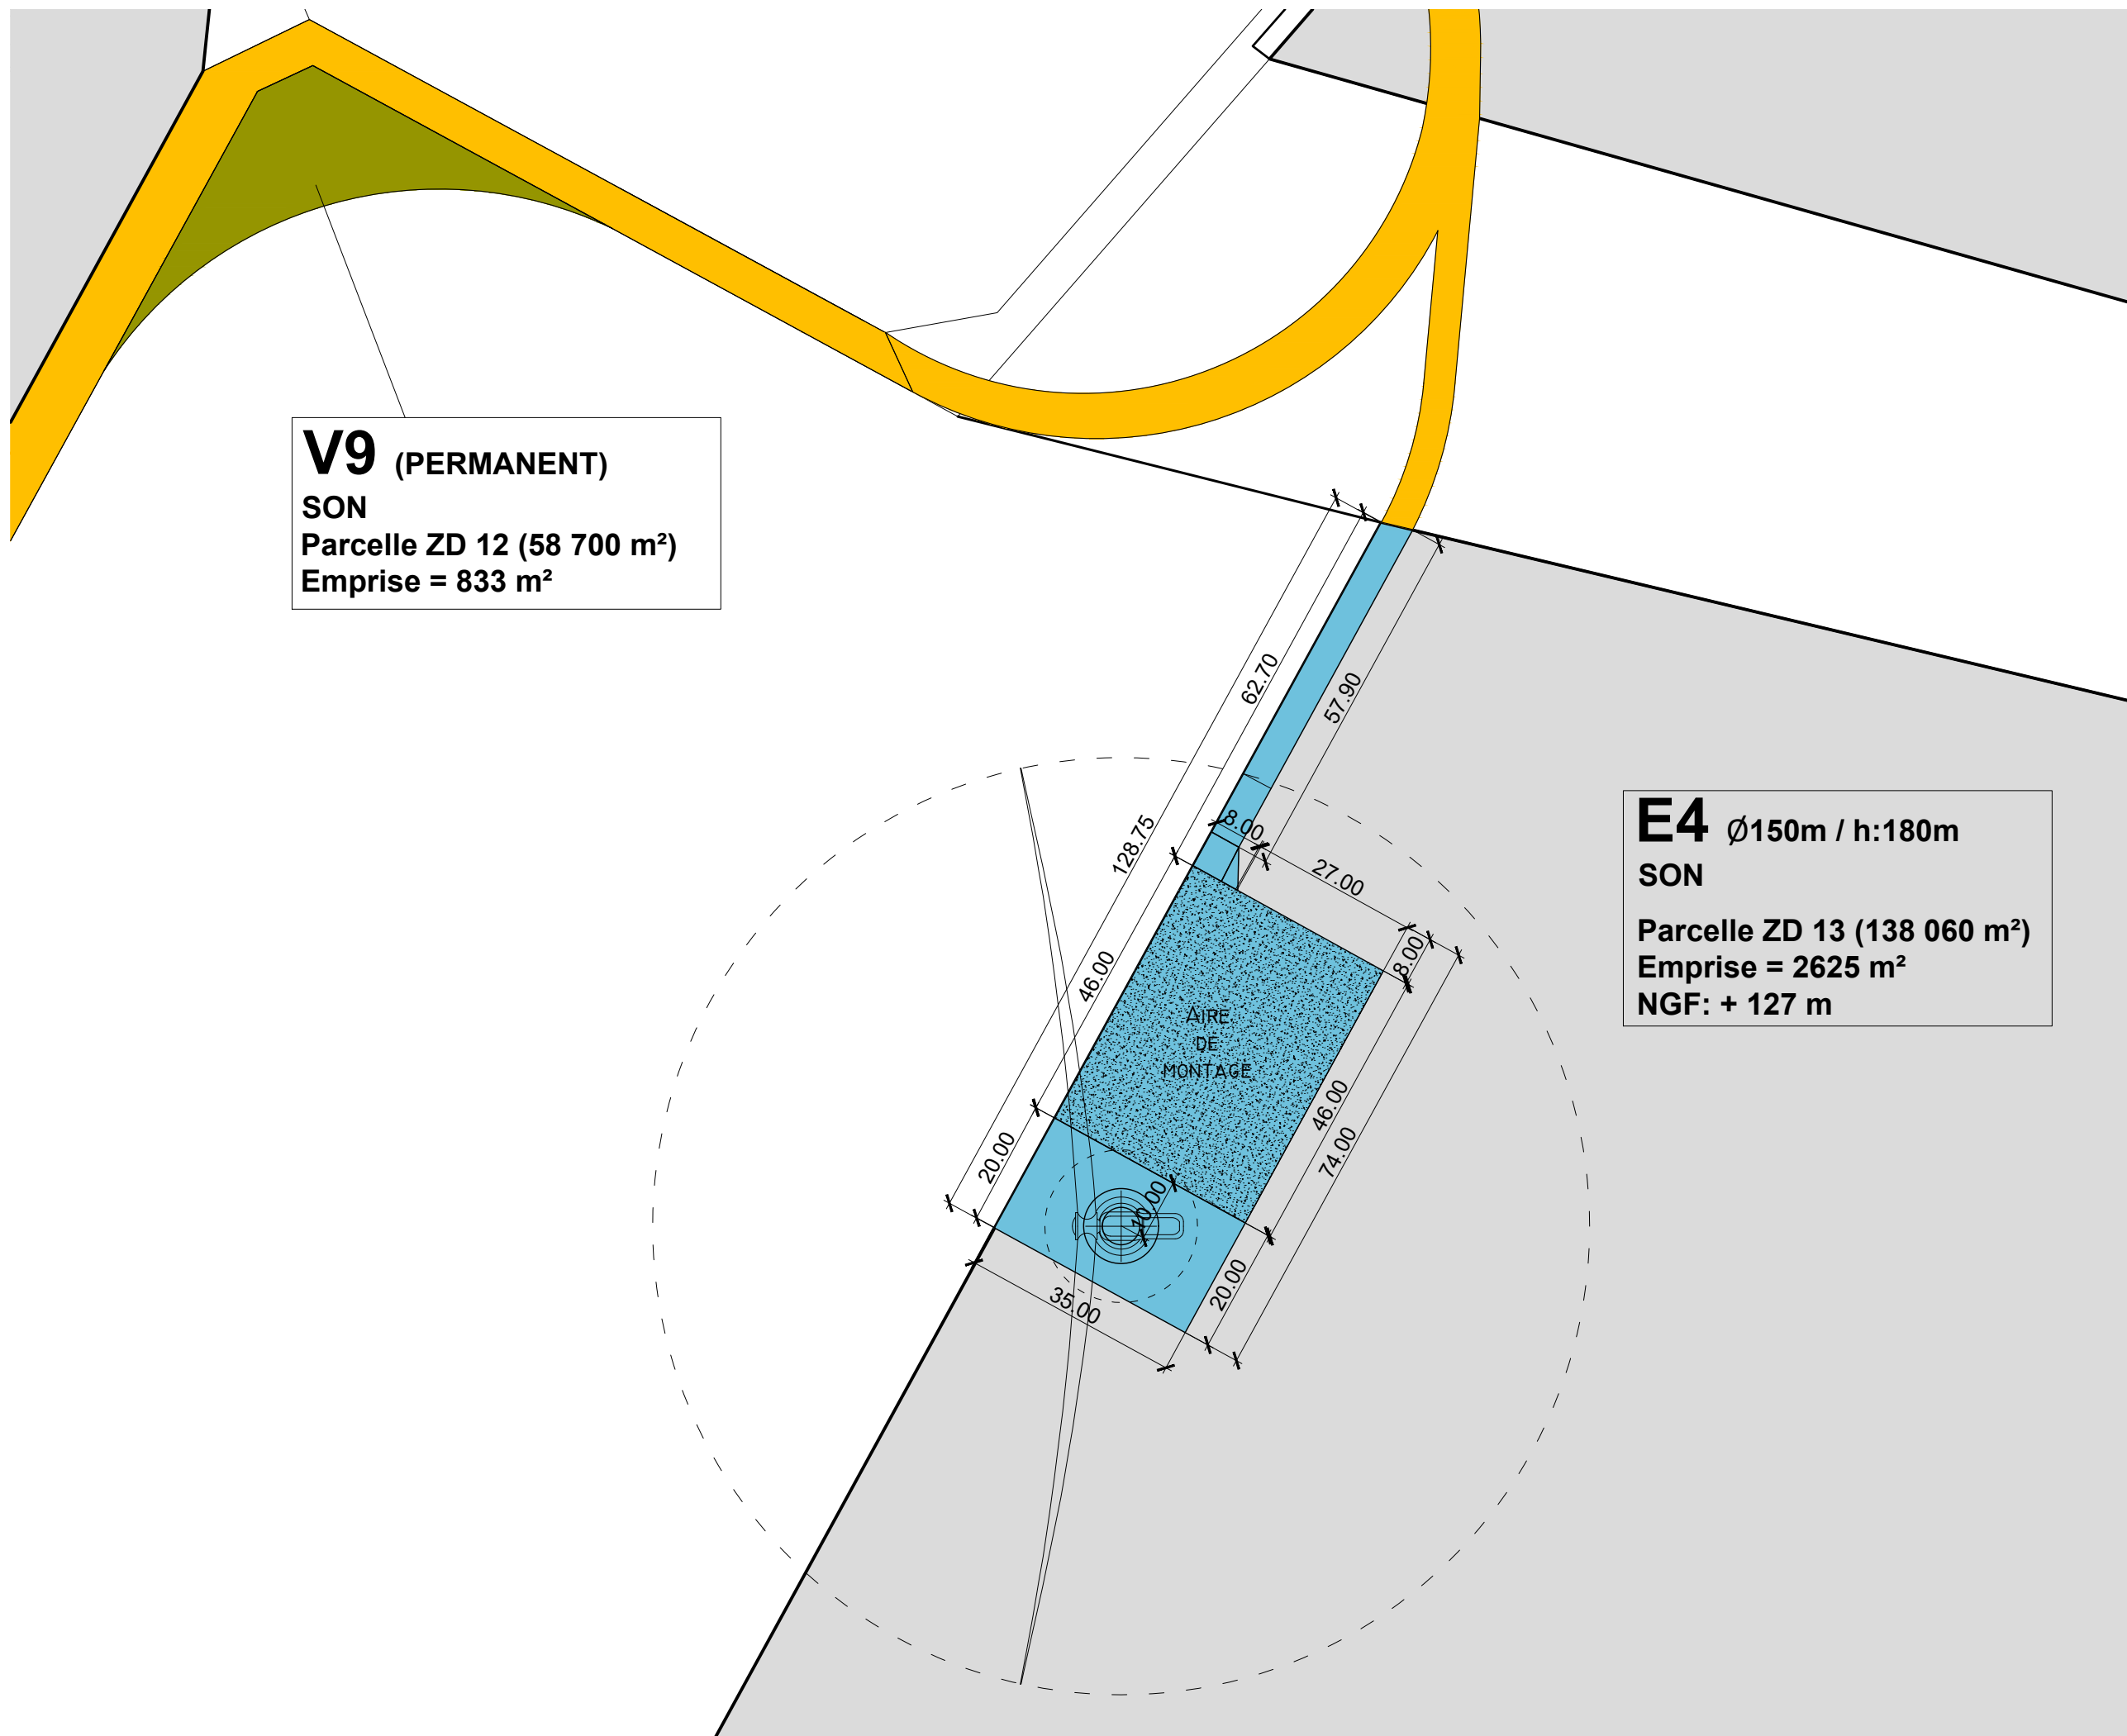 V9 (PERMANENT)
SON
Parcelle ZD 12 (58 700 m²)
Emprise = 833 m²
62.70
57.90
128.75
8.00
27.00
8.00
46.00
AIRE
DE
MONTAGE
46.00
74.00
20.00
10.00
20.00
35.00
E4 Ø150m / h:180m
SON
Parcelle ZD 13 (138 060 m²)
Emprise = 2625 m²
NGF: + 127 m